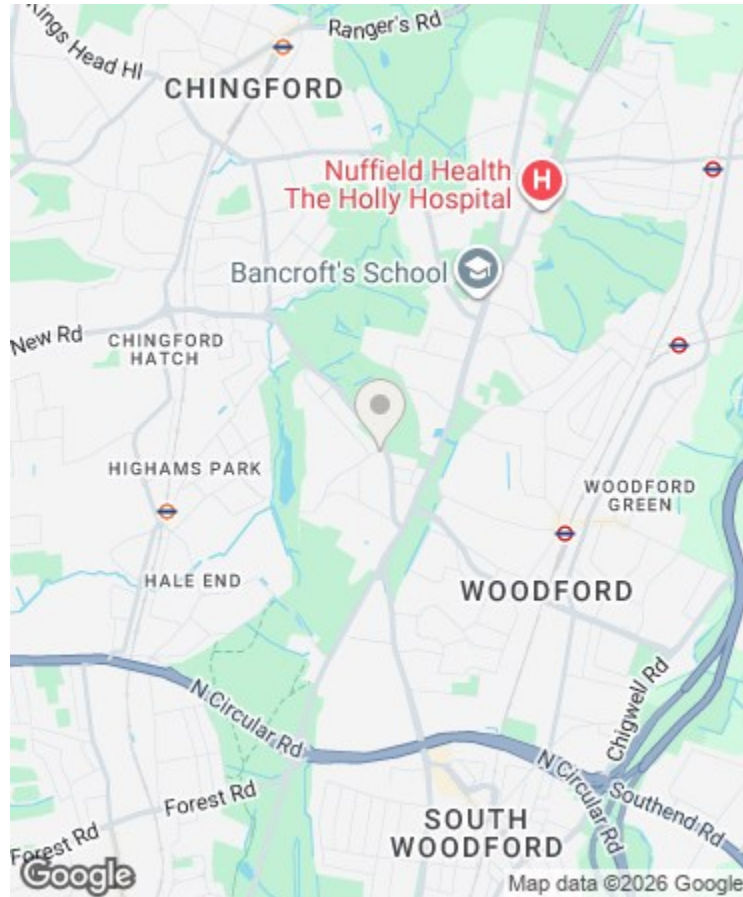 Kings Head Hl
Ranger's Rd
CHINGFORD
Nuffield Health
The Holly Hospital
H
Bancroft's School
New Rd
CHINGFORD
HATCH
HIGHAMS PARK
WOODFORD
GREEN
HALE END
WOODFORD
Chigwell Rd
N Circular Rd
N Circular Rd
Southend Rd
Forest Rd
Forest Rd
SOUTH
WOODFORD
Google
Map data ©2026 Google